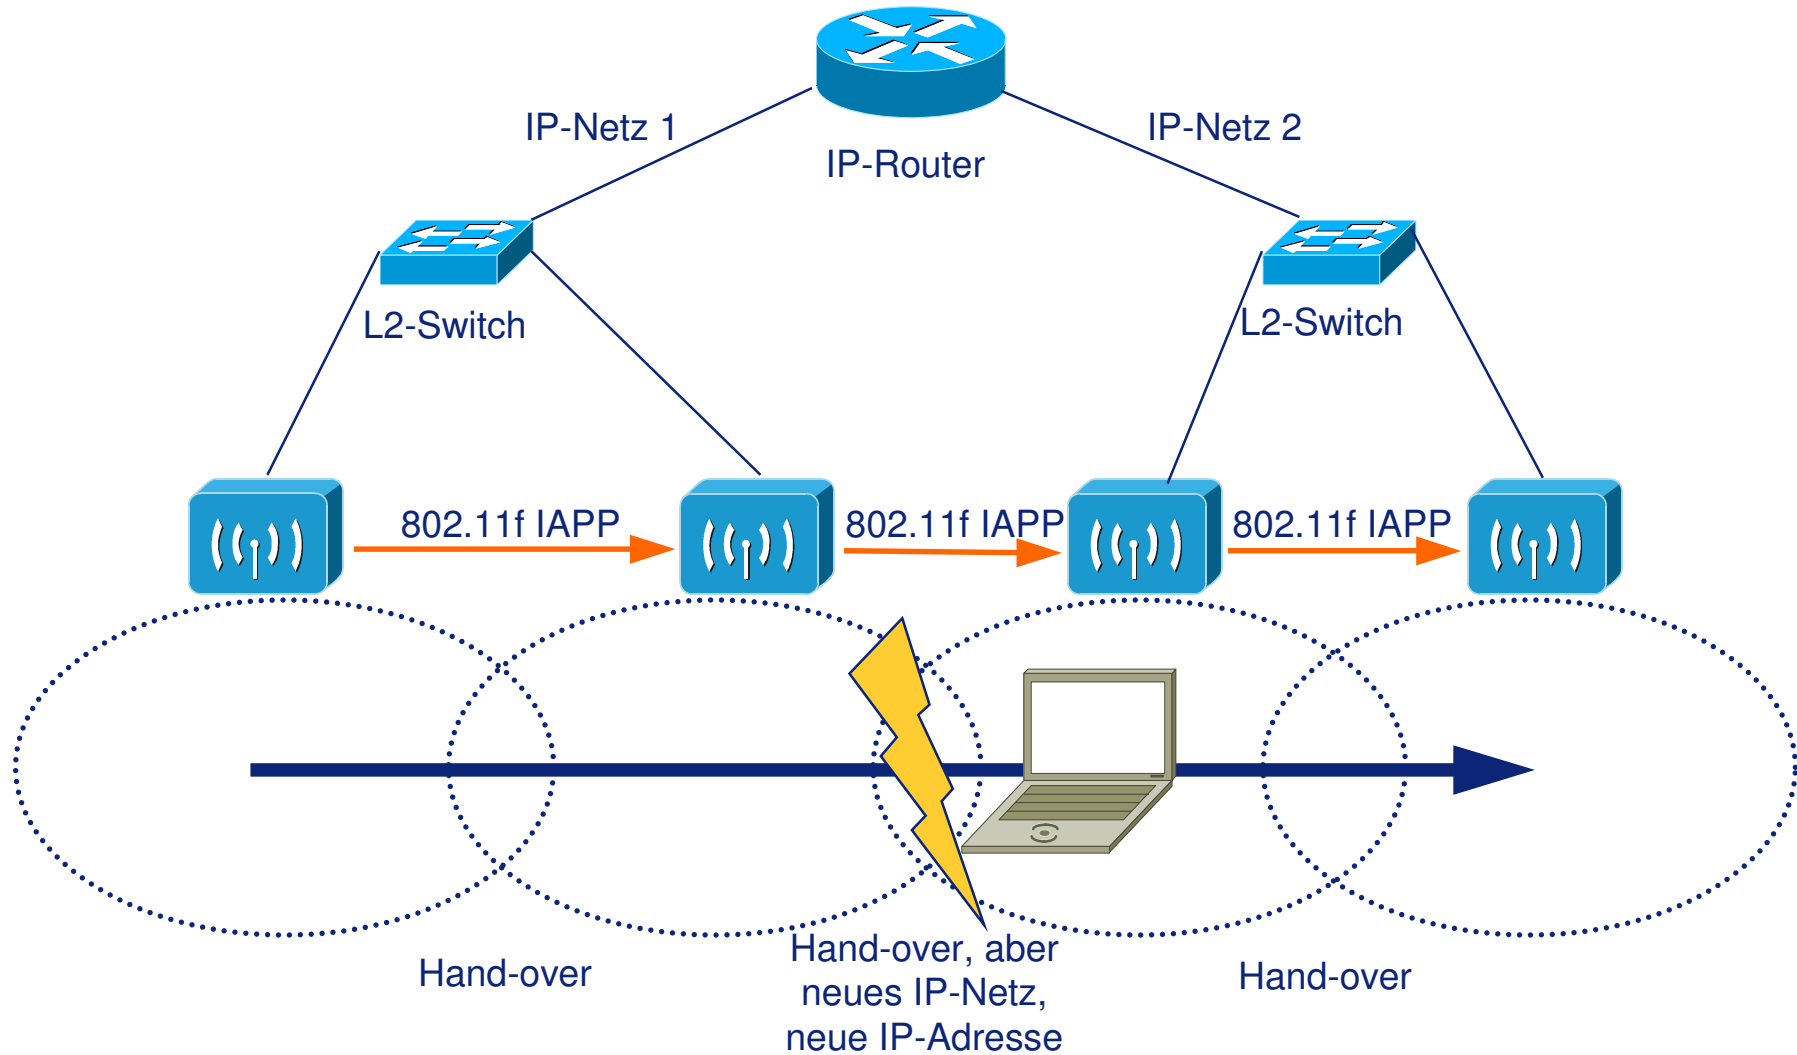 IP-Netz 1
IP-Netz 2
IP-Router
L2-Switch
L2-Switch
802.11f IAPP
802.11f IAPP
802.11f IAPP
Hand-over
Hand-over, aber
neues IP-Netz,
neue IP-Adresse
Hand-over